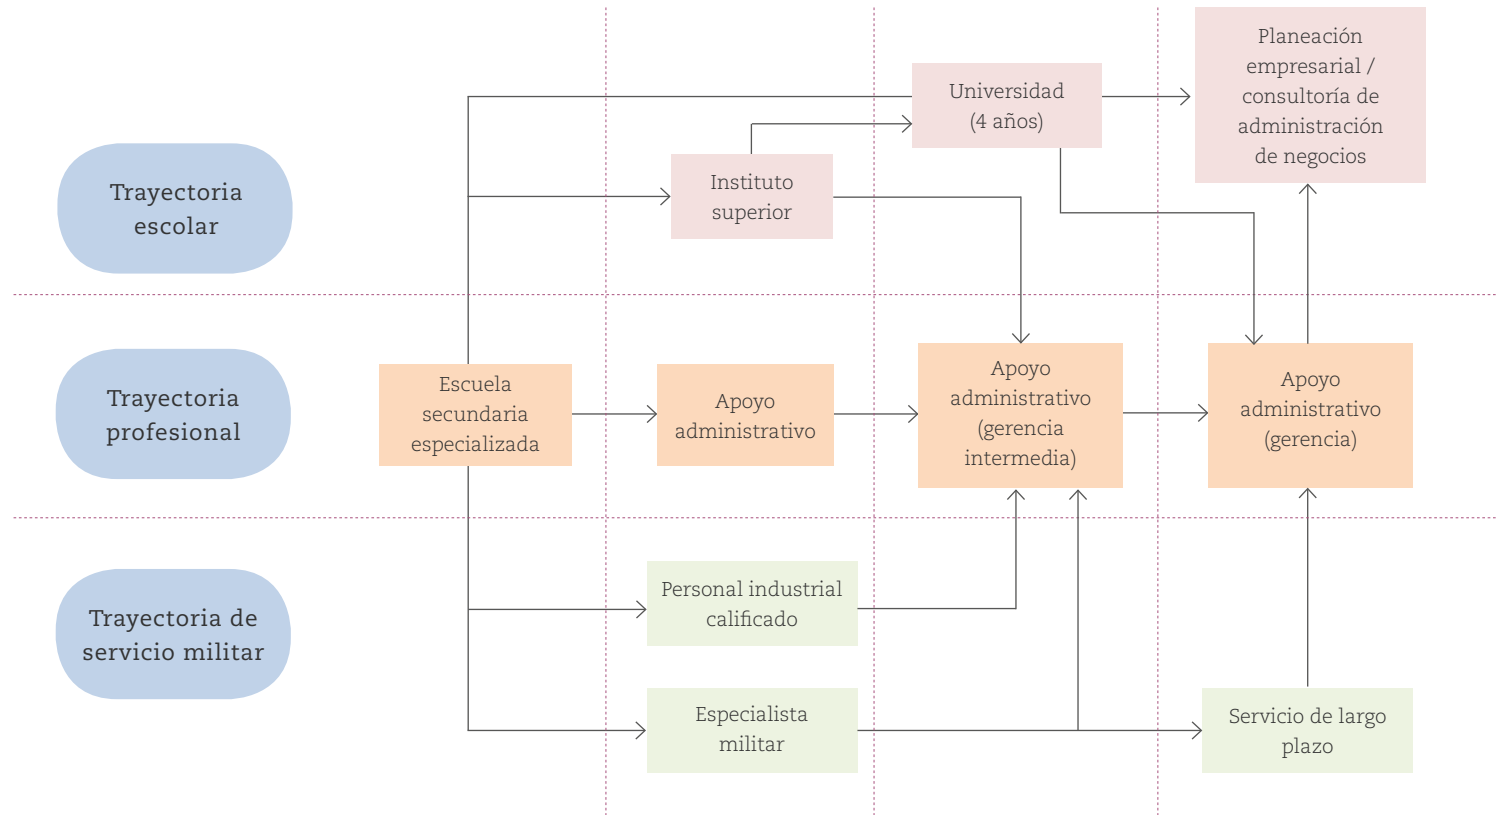 Trayectoria
escolar
Universidad
(4 años)
Planeación
empresarial /
consultoría de
administración
de negocios
Instituto
superior
Trayectoria
profesional
Escuela
secundaria
especializada
Apoyo
administrativo
Apoyo
administrativo
(gerencia
intermedia)
Apoyo
administrativo
(gerencia)
Trayectoria de
servicio militar
Personal industrial
calificado
Especialista
militar
Servicio de largo
plazo